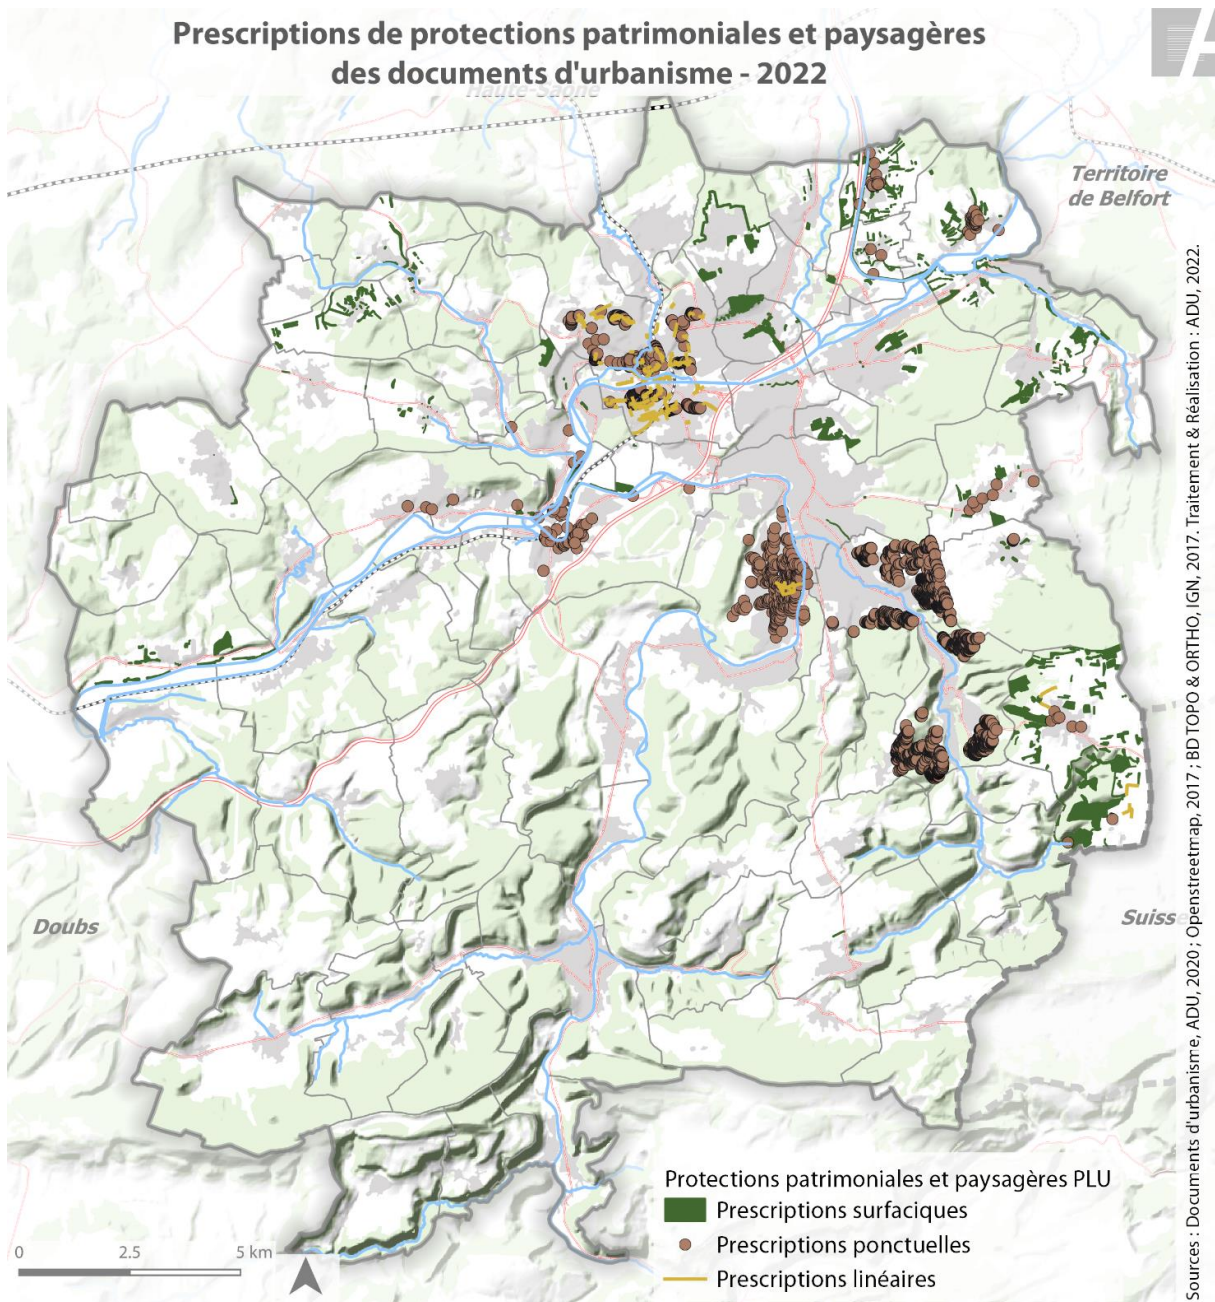 Prescriptions de protections patrimoniales et paysagères
des documents d'urbanisme - 2022
Haute-Saône
Territoire
de Belfort
Doubs
Suisse
Protections patrimoniales et paysagères PLU
Prescriptions surfaciques
Prescriptions ponctuelles
Prescriptions linéaires
0 2.5 5 km
Sources : Documents d'urbanisme, ADU, 2020 ; Openstreetmap, 2017 ; BD TOPO & ORTHO, IGN, 2017. Traitement & Réalisation : ADU, 2022.